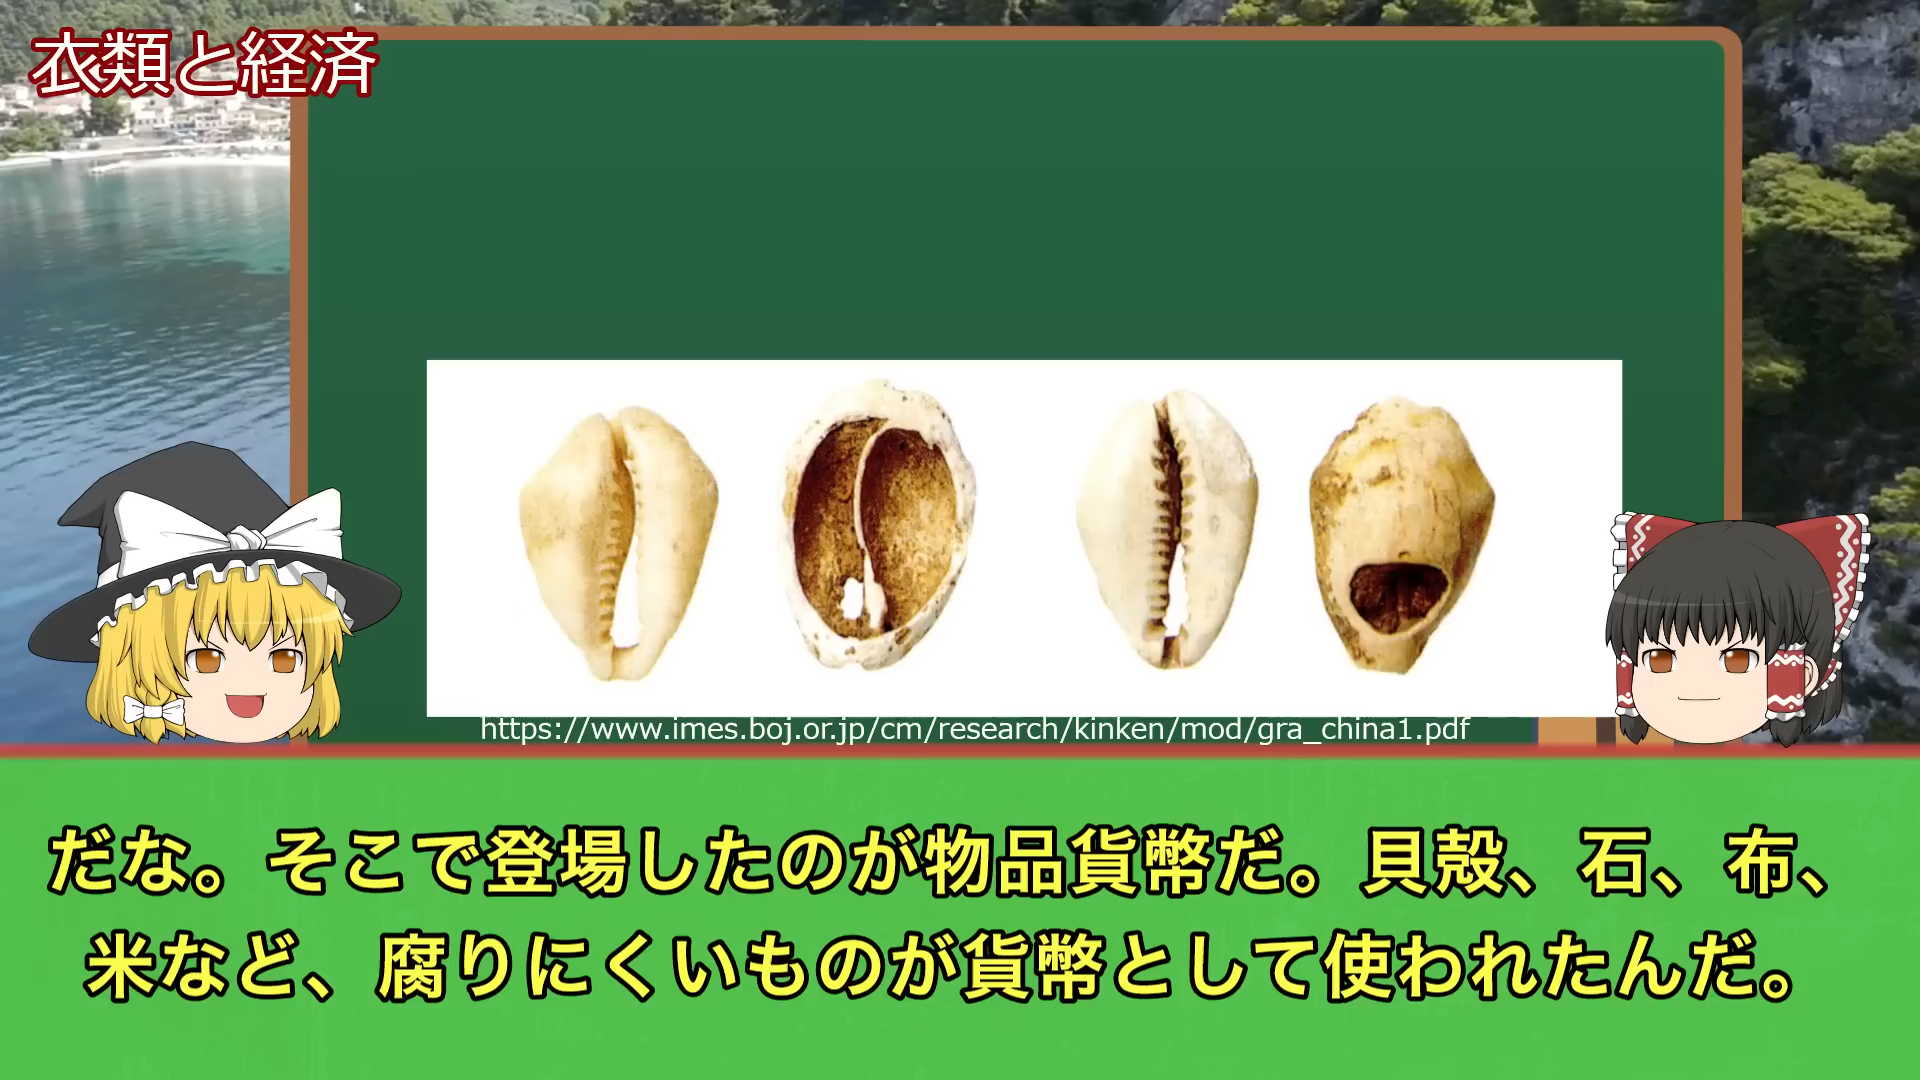 衣類と経済
https://www.imes.boj.or.jp/cm/research/kinken/mod/gra_china1.pdf
だな。そこで登場したのが物品貨幣だ。貝殻、石、布、
米など、腐りにくいものが貨幣として使われたんだ。